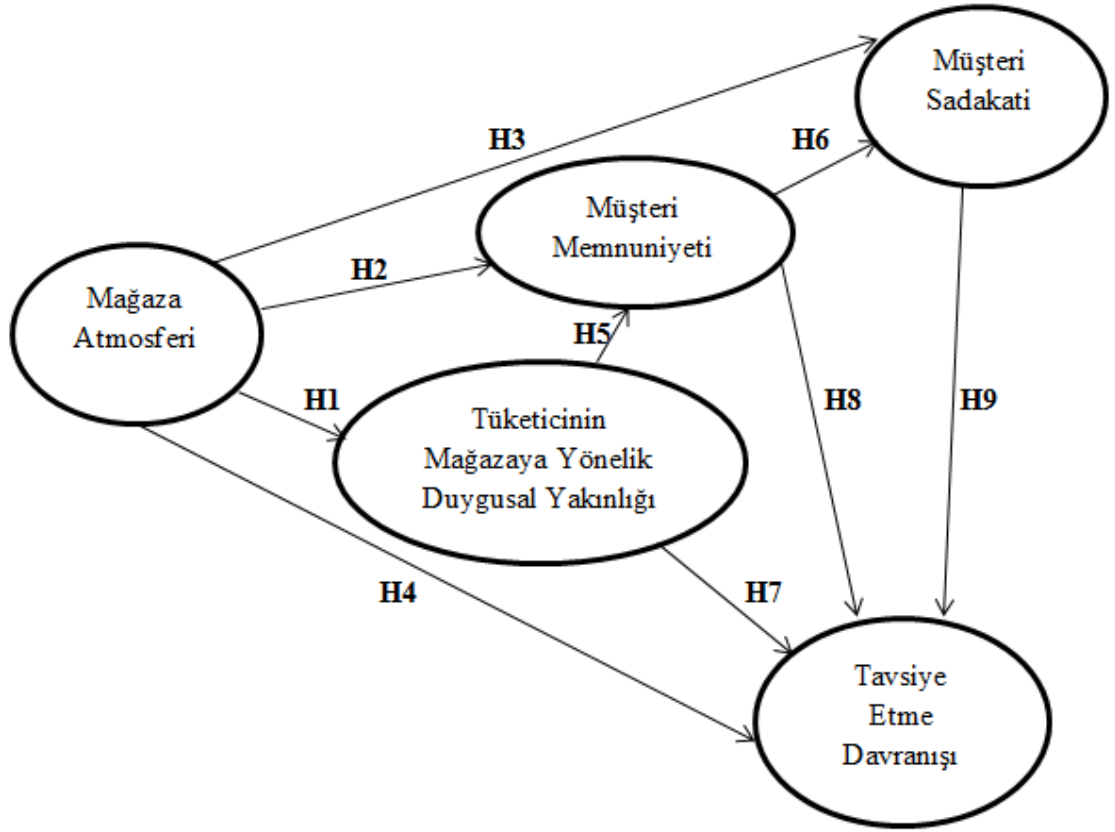 Müşteri
Sadakati
H3
H6
Müşteri
Memnuniyeti
H2
Mağaza
Atmosferi
H5
H1
H8
H9
Tüketicinin
Mağazaya Yönelik
Duygusal Yakınlığı
H4
H7
Tavsiye
Etme
Davranışı